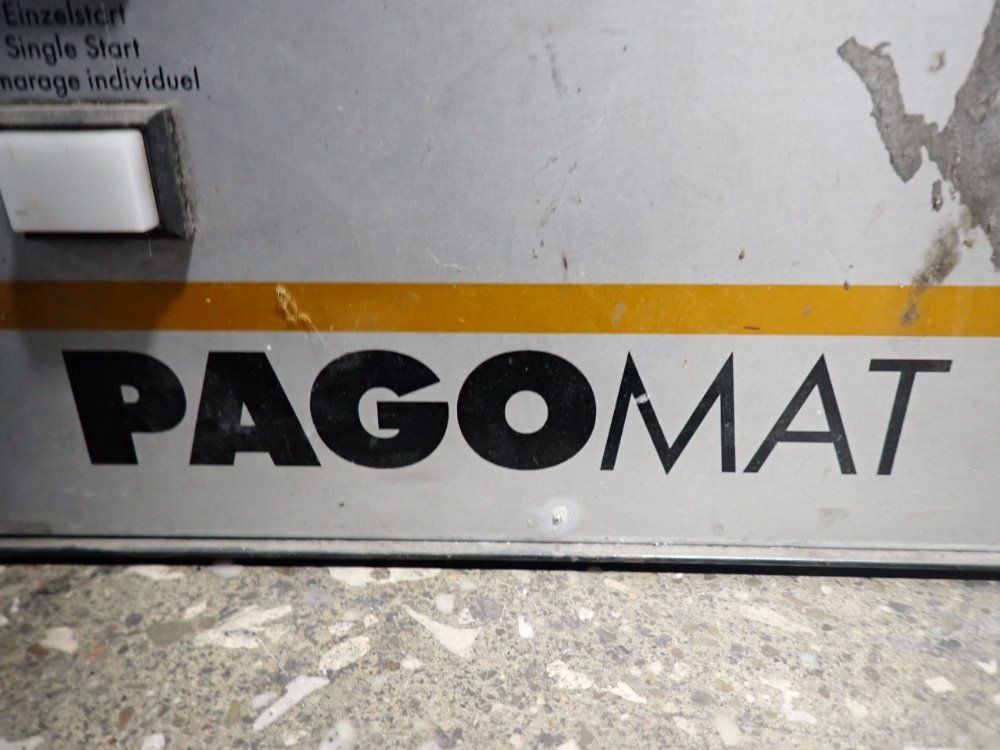 Einzelstart
Single Start
marage individuel
PAGOMAT